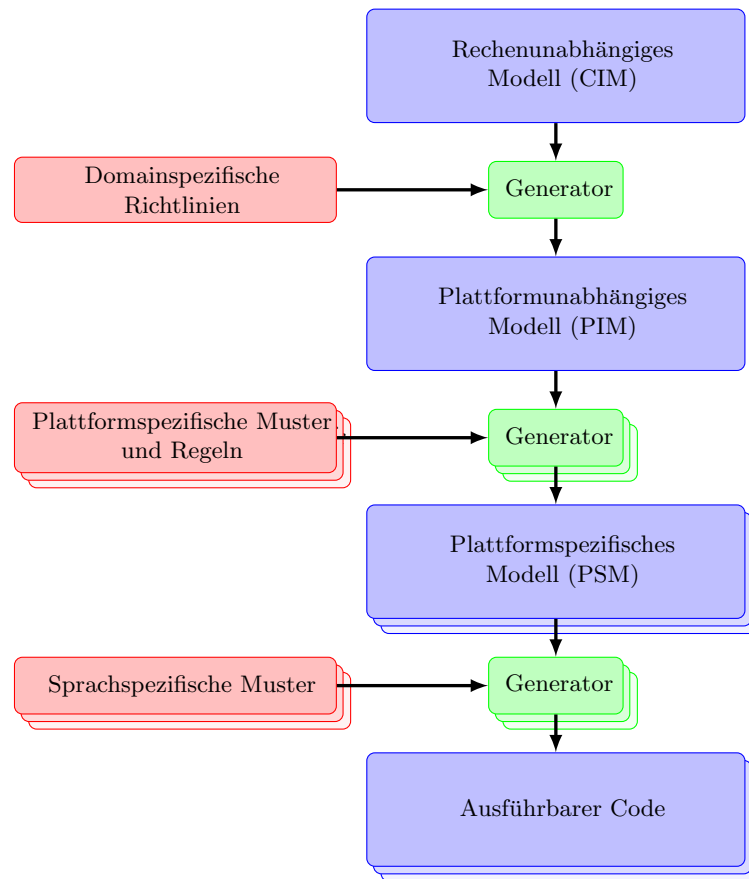 Rechenunabhängiges
Modell (CIM)
Domainspezifische
Richtlinien
Generator
Plattformunabhängiges
Modell (PIM)
Plattformspezifische Muster
und Regeln
Generator
Plattformspezifisches
Modell (PSM)
Sprachspezifische Muster
Generator
Ausführbarer Code